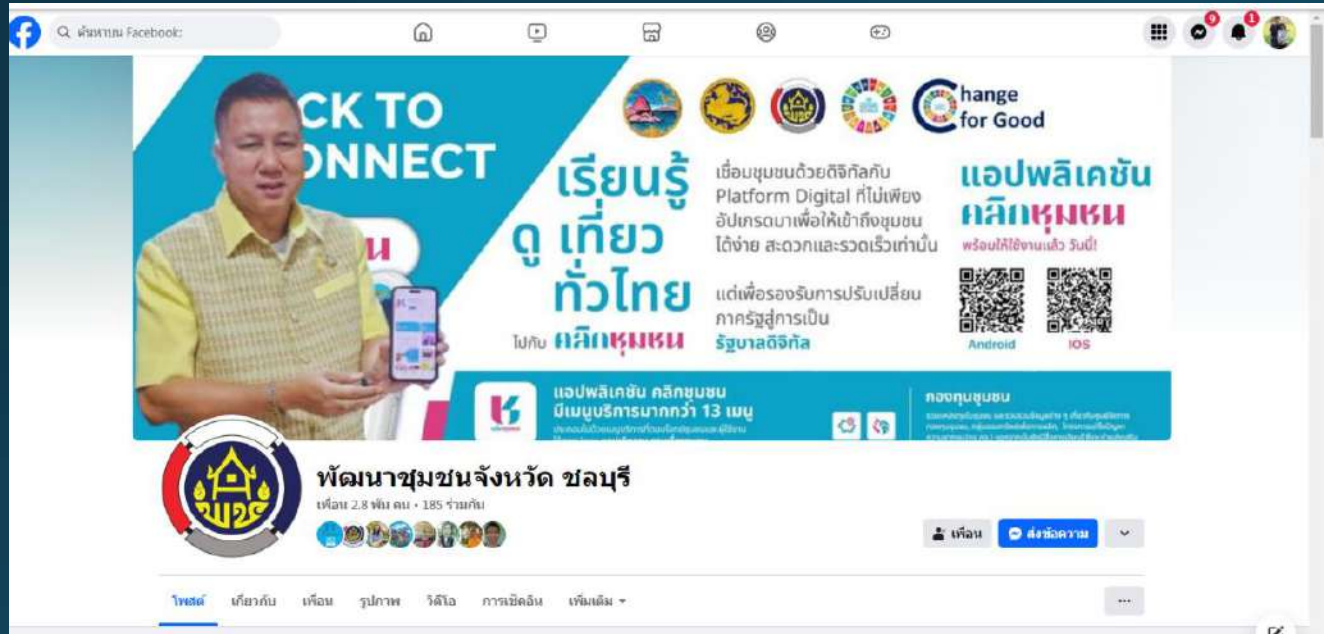 ค้นหาบน Facebook
9
1
CK TO
ONNECT
hange
for Good
เรียนรู้
ดู เที่ยว
ทั่วไทย
ไปกับ คลิกชุมชน
เชื่อมชุมชนด้วยดิจิทัลกับ
Platform Digital ที่ไม่เพียง
อัปเกรดมาเพื่อให้เข้าถึงชุมชน
ได้ง่าย สะดวกและรวดเร็วเท่านั้น
แต่เพื่อรองรับการปรับเปลี่ยน
ภาครัฐสู่การเป็น
รัฐบาลดิจิทัล
แอปพลิเคชัน
คลิกชุมชน
พร้อมให้ใช้งานแล้ว วันนี้!
Android
IOS
แอปพลิเคชัน คลิกชุมชน
มีเมนูบริการมากกว่า 13 เมนู
กองทุนชุมชน
พช
พัฒนาชุมชนจังหวัด ชลบุรี
เพื่อน 2.8 พัน คน • 185 ร่วมกัน
เพื่อน
ส่งข้อความ
โพสต์
เกี่ยวกับ
เพื่อน
รูปภาพ
วิดีโอ
การเช็คอิน
เพิ่มเติม